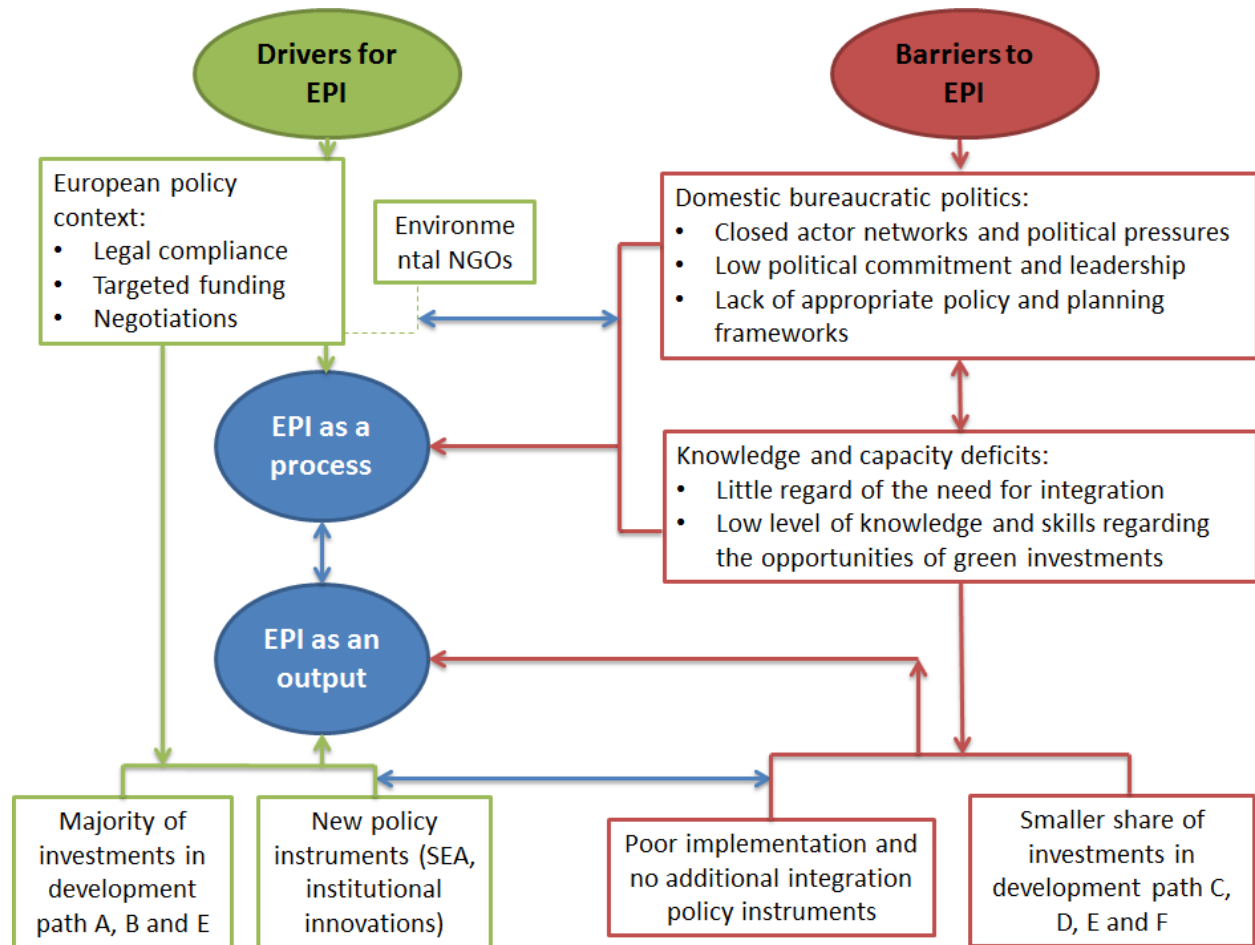 Drivers for
EPI
Barriers to
EPI
European policy
context:
• Legal compliance
• Targeted funding
• Negotiations
Environme
ntal NGOs
Domestic bureaucratic politics:
• Closed actor networks and political pressures
• Low political commitment and leadership
• Lack of appropriate policy and planning
frameworks
EPI as a
process
Knowledge and capacity deficits:
• Little regard of the need for integration
• Low level of knowledge and skills regarding
the opportunities of green investments
EPI as an
output
Majority of
investments in
development
path A, B and E
New policy
instruments (SEA,
institutional
innovations)
Poor implementation and
no additional integration
policy instruments
Smaller share of
investments in
development path C,
D, E and F